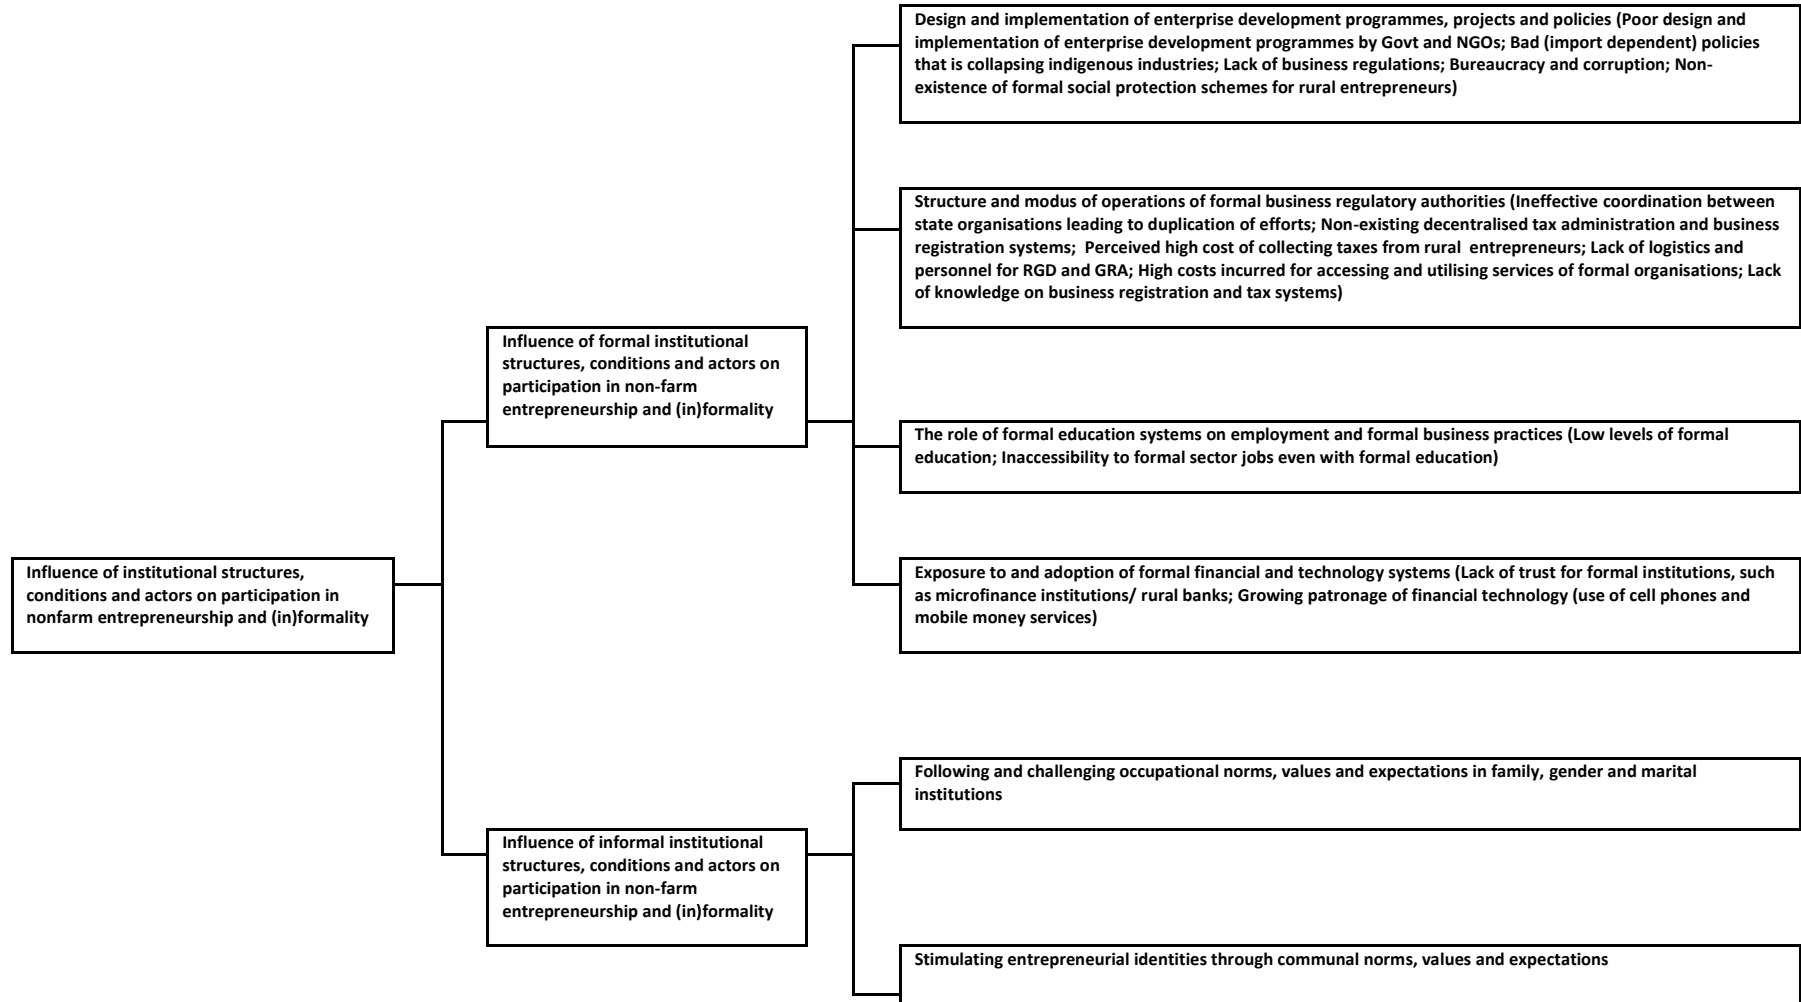 Design and implementation of enterprise development programmes, projects and policies (Poor design and
implementation of enterprise development programmes by Govt and NGOs; Bad (import dependent) policies
that is collapsing indigenous industries; Lack of business regulations; Bureaucracy and corruption; Non-
existence of formal social protection schemes for rural entrepreneurs)
Structure and modus of operations of formal business regulatory authorities (Ineffective coordination between
state organisations leading to duplication of efforts; Non-existing decentralised tax administration and business
registration systems; Perceived high cost of collecting taxes from rural entrepreneurs; Lack of logistics and
personnel for RGD and GRA; High costs incurred for accessing and utilising services of formal organisations; Lack
of knowledge on business registration and tax systems)
Influence of formal institutional
structures, conditions and actors on
participation in non-farm
entrepreneurship and (in)formality
The role of formal education systems on employment and formal business practices (Low levels of formal
education; Inaccessibility to formal sector jobs even with formal education)
Influence of institutional structures,
conditions and actors on participation in
nonfarm entrepreneurship and (in)formality
Exposure to and adoption of formal financial and technology systems (Lack of trust for formal institutions, such
as microfinance institutions/ rural banks; Growing patronage of financial technology (use of cell phones and
mobile money services)
Following and challenging occupational norms, values and expectations in family, gender and marital
institutions
Influence of informal institutional
structures, conditions and actors on
participation in non-farm
entrepreneurship and (in)formality
Stimulating entrepreneurial identities through communal norms, values and expectations